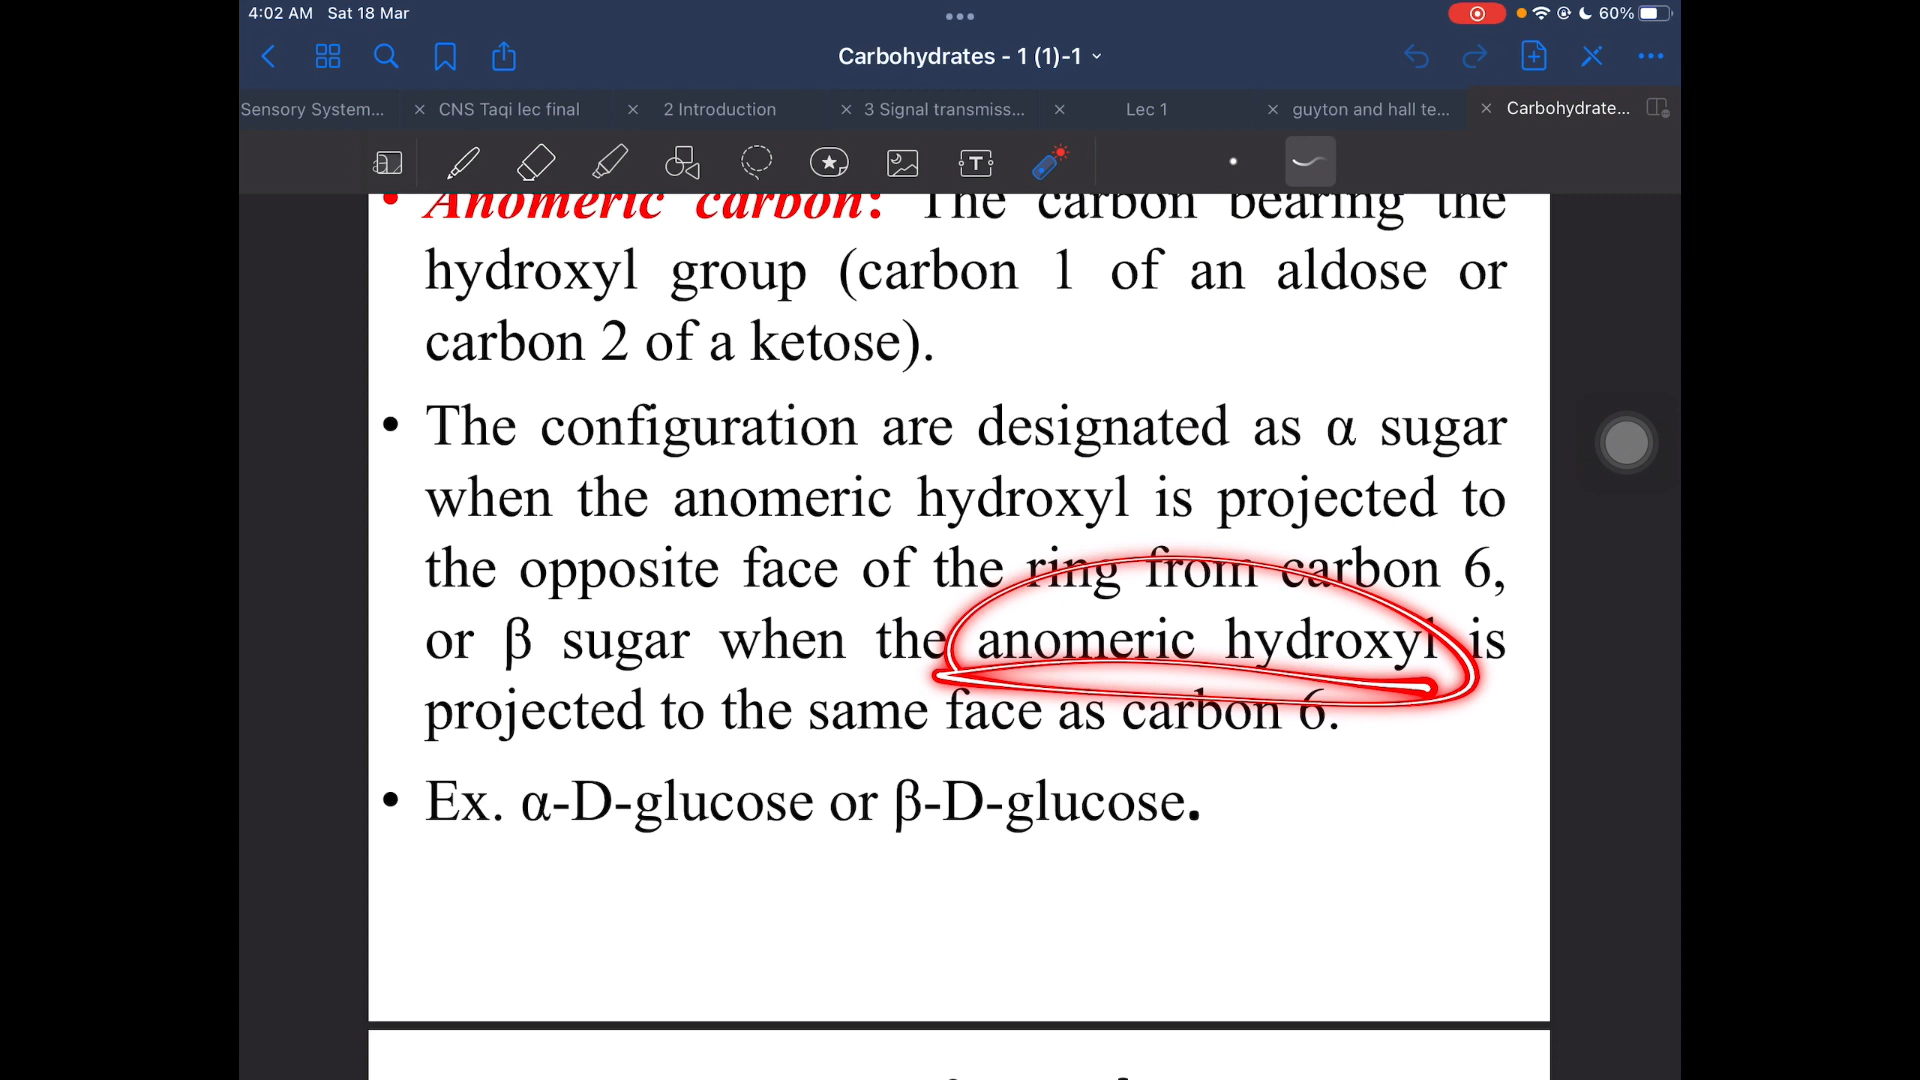 4:02 AM Sat 18 Mar
60%
Carbohydrates - 1 (1)-1
Sensory System... CNS Taqi lec final 2 Introduction 3 Signal transmiss... Lec 1 guyton and hall te... Carbohydrate...
• Anomeric carbon: The carbon bearing the
hydroxyl group (carbon 1 of an aldose or
carbon 2 of a ketose).
• The configuration are designated as α sugar
when the anomeric hydroxyl is projected to
the opposite face of the ring from carbon 6,
or β sugar when the anomeric hydroxyl is
projected to the same face as carbon 6.
• Ex. α-D-glucose or β-D-glucose.